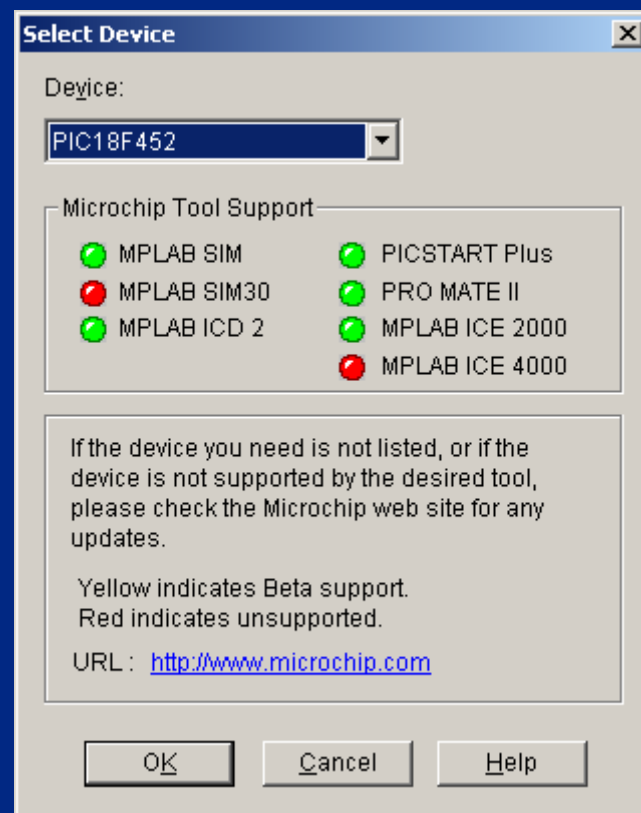 Select Device
Device:
PIC18F452
Microchip Tool Support
MPLAB SIM
MPLAB SIM30
MPLAB ICD 2
PICSTART Plus
PRO MATE II
MPLAB ICE 2000
MPLAB ICE 4000
If the device you need is not listed, or if the
device is not supported by the desired tool,
please check the Microchip web site for any
updates.
Yellow indicates Beta support.
Red indicates unsupported.
URL : http://www.microchip.com
OK
Cancel
Help